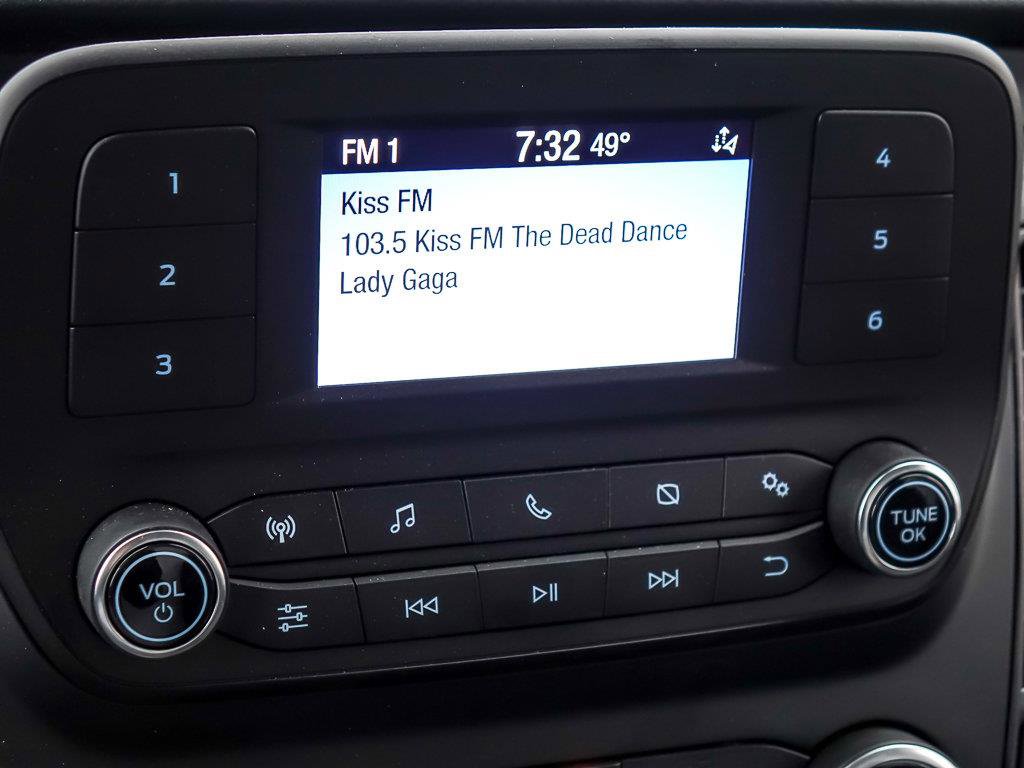 FM 1 7:32 49°
Kiss FM
103.5 Kiss FM The Dead Dance
Lady Gaga
1
2
3
4
5
6
VOL
TUNE
OK